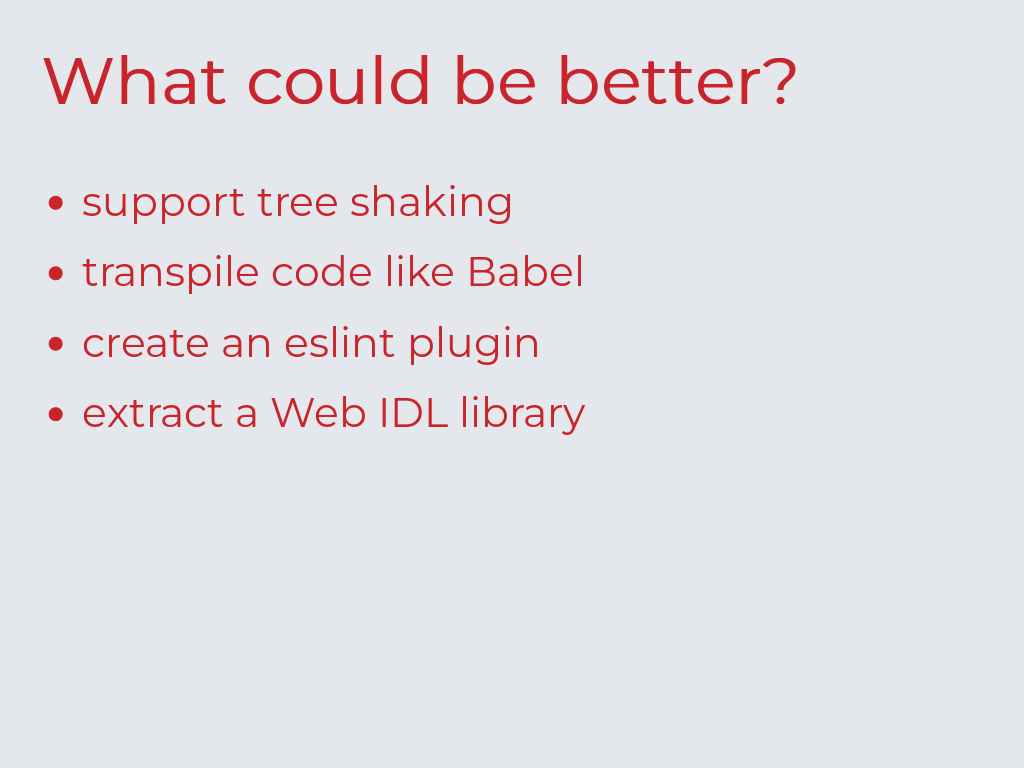 What could be better?
• support tree shaking
• transpile code like Babel
• create an eslint plugin
• extract a Web IDL library